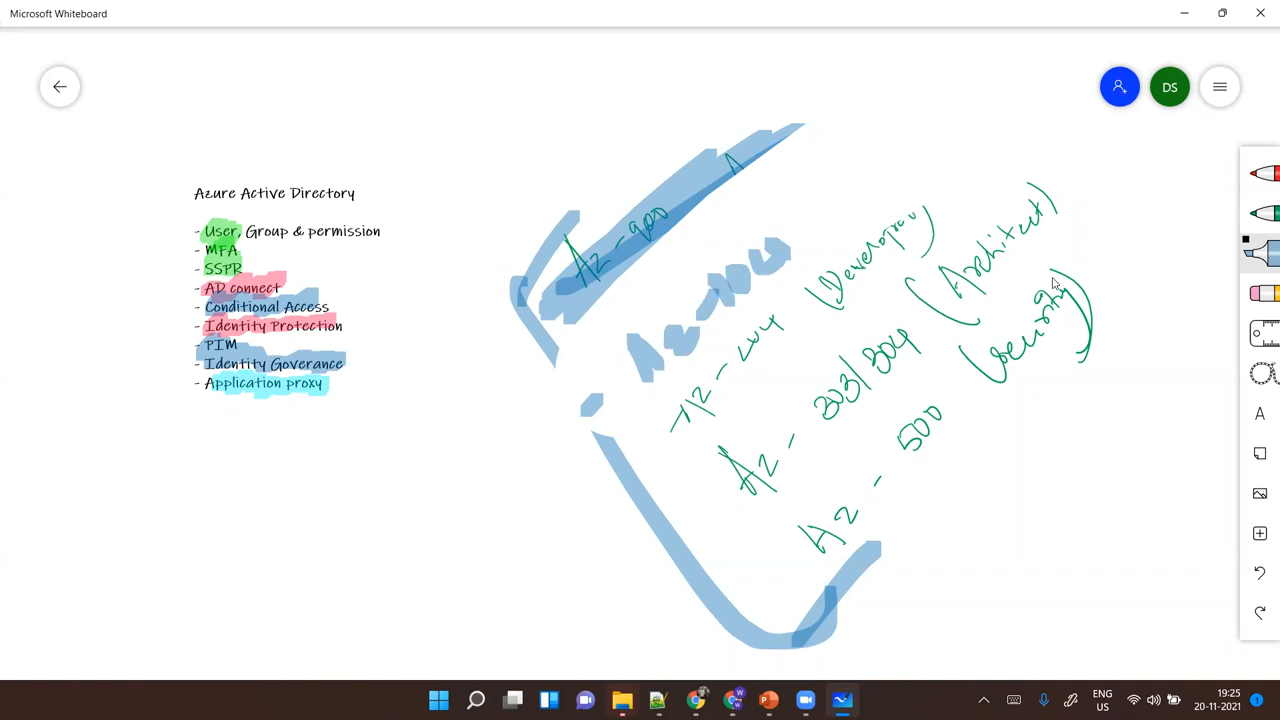 Microsoft Whiteboard
DS
Azure Active Directory
- User, Group & permission
- MFA
- SSPR
- AD connect
- Conditional Access
- Identity Protection
- PIM
- Identity Goverance
- Application proxy
AZ-900
AZ-204 (Developer)
AZ-303/304 (Architect)
AZ-500 (Security)
A
ENG
US
19:25
20-11-2021